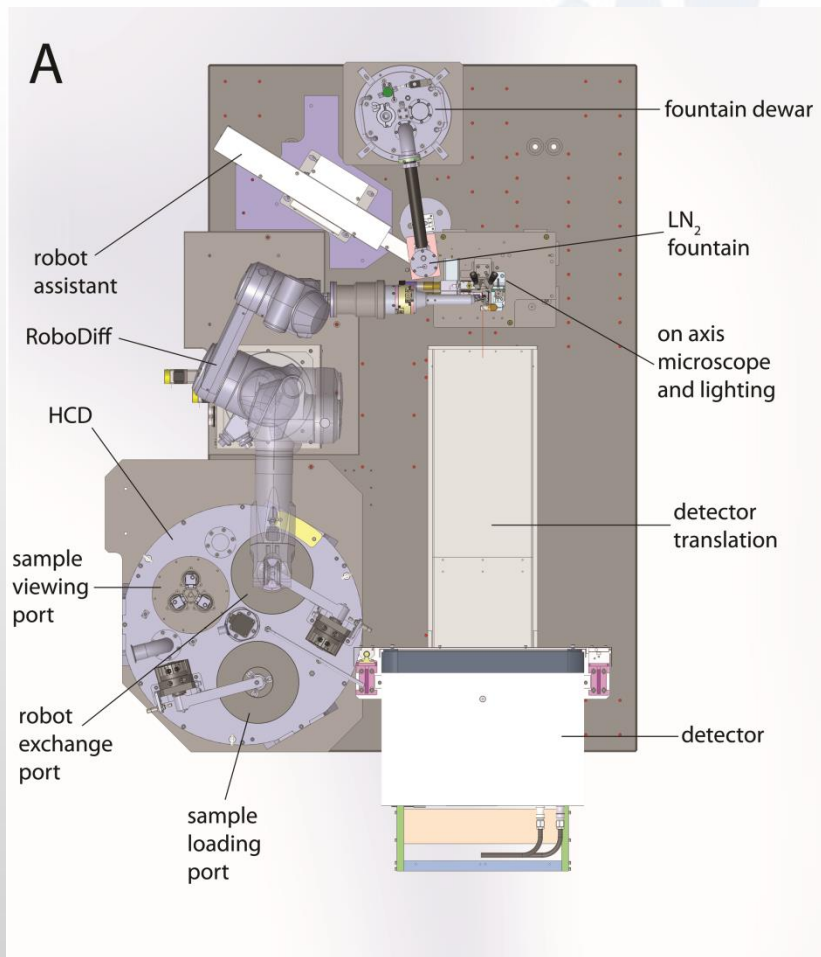 A
fountain dewar
LN₂
fountain
robot
assistant
RoboDiff
on axis
microscope
and lighting
HCD
detector
translation
sample
viewing
port
robot
exchange
port
detector
sample
loading
port